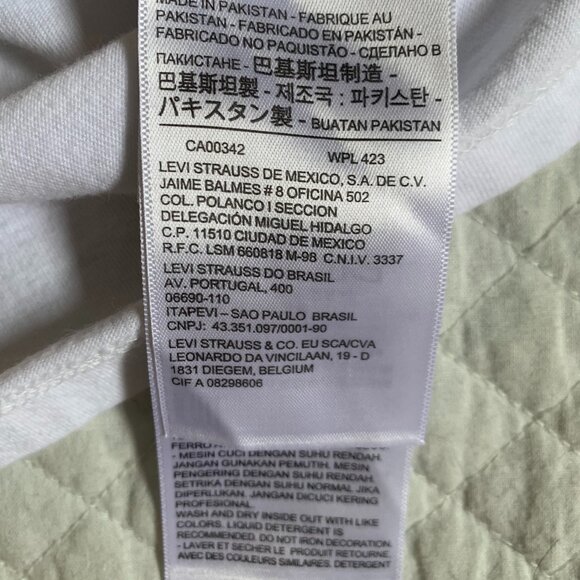 MADE IN PAKISTAN - FABRIQUE AU
PAKISTAN - FABRICADO EN PAKISTÁN -
FABRICADO NO PAQUISTÃO - СДЕЛАНО В
ПАКИСТАНЕ - 巴基斯坦制造 -
巴基斯坦製 - 제조국 : 파키스탄 -
パキスタン製 - BUATAN PAKISTAN
CA00342 WPL 423
LEVI STRAUSS DE MEXICO, S.A. DE C.V.
JAIME BALMES # 8 OFICINA 502
COL. POLANCO I SECCION
DELEGACIÓN MIGUEL HIDALGO
C.P. 11510 CIUDAD DE MEXICO
R.F.C. LSM 660818 M-98 C.N.I.V. 3337
LEVI STRAUSS DO BRASIL
AV. PORTUGAL, 400
06690-110
ITAPEVI – SAO PAULO BRASIL
CNPJ: 43.351.097/0001-90
LEVI STRAUSS & CO. EU SCA/CVA
LEONARDO DA VINCILAAN, 19 - D
1831 DIEGEM, BELGIUM
CIF A 08298606
- MESIN CUCI DENGAN SUHU RENDAH.
JANGAN GUNAKAN PEMUTIH. MESIN
PENGERING DENGAN SUHU RENDAH.
SETRIKA DENGAN SUHU NORMAL JIKA
DIPERLUKAN. JANGAN DICUCI KERING
PROFESIONAL.
WASH AND DRY INSIDE OUT WITH LIKE
COLORS. LIQUID DETERGENT IS
RECOMMENDED. DO NOT IRON DECORATION.
- LAVER ET SECHER LE PRODUIT RETOURNE,
AVEC DES COULEURS SIMILAIRES. DETERGENT